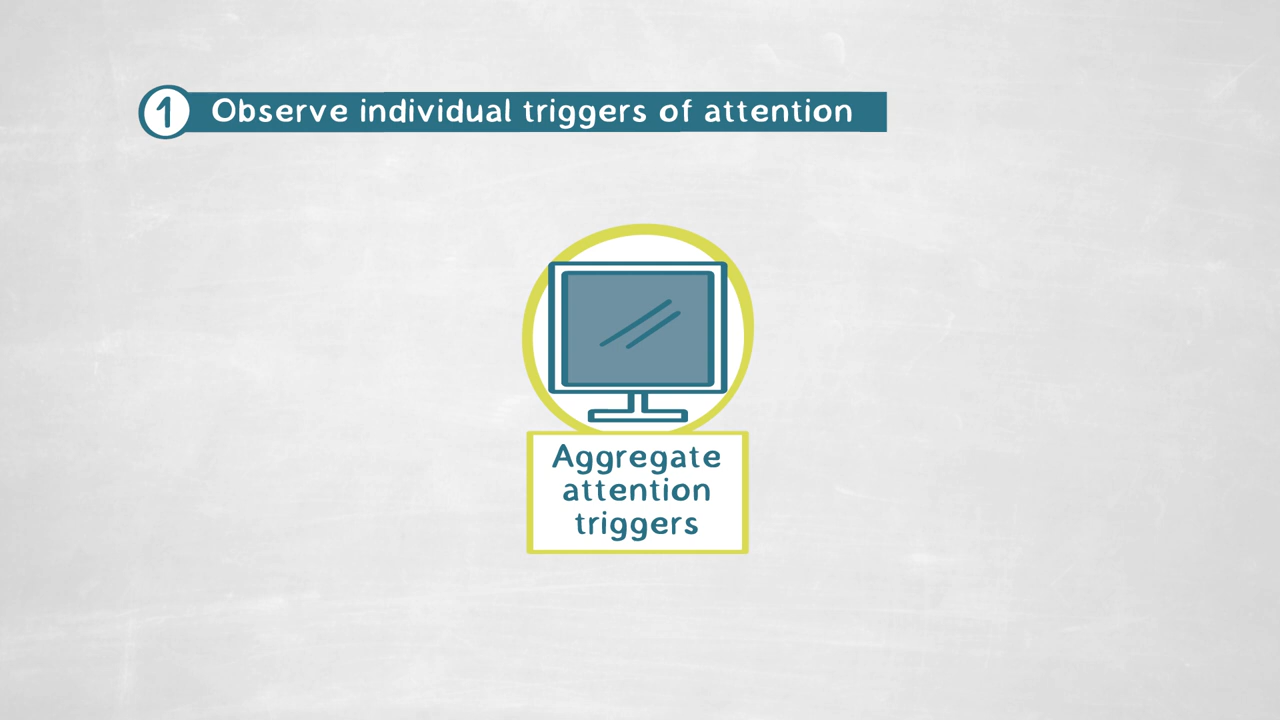 1 Observe individual triggers of attention
Aggregate
attention
triggers